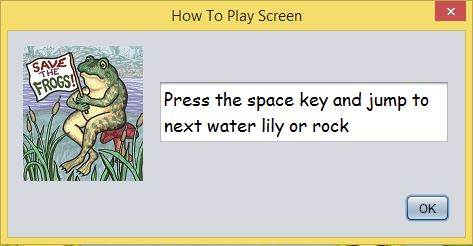 How To Play Screen
SAVE
THE
FROGS!
Press the space key and jump to
next water lily or rock
OK